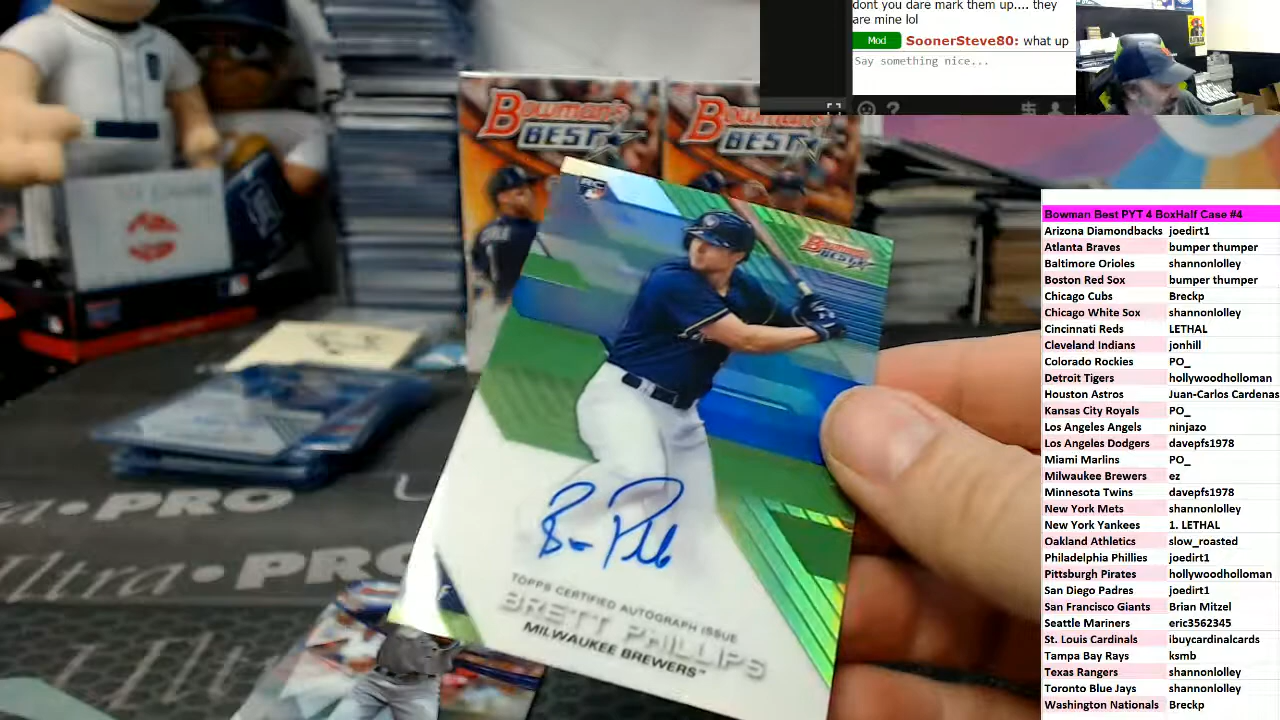 dont you dare mark them up.... they
are mine lol
Mod SoonerSteve80: what up
Say something nice...
Bowman's
BEST
Bowman's
BEST
RC
Bowman's
BEST
TOPPS CERTIFIED AUTOGRAPH ISSUE
BRETT PHILLIPS
MILWAUKEE BREWERS™
PRO
Ultra PRO
Bowman Best PYT 4 BoxHalf Case #4
Arizona Diamondbacks joedirt1
Atlanta Braves bumper thumper
Baltimore Orioles shannonlolley
Boston Red Sox bumper thumper
Chicago Cubs Breckp
Chicago White Sox shannonlolley
Cincinnati Reds LETHAL
Cleveland Indians jonhill
Colorado Rockies PO_
Detroit Tigers hollywoodholloman
Houston Astros Juan-Carlos Cardenas
Kansas City Royals PO_
Los Angeles Angels ninjazo
Los Angeles Dodgers davepfs1978
Miami Marlins PO_
Milwaukee Brewers ez
Minnesota Twins davepfs1978
New York Mets shannonlolley
New York Yankees 1. LETHAL
Oakland Athletics slow_roasted
Philadelphia Phillies joedirt1
Pittsburgh Pirates hollywoodholloman
San Diego Padres joedirt1
San Francisco Giants Brian Mitzel
Seattle Mariners eric3562345
St. Louis Cardinals ibuycardinalcards
Tampa Bay Rays ksmb
Texas Rangers shannonlolley
Toronto Blue Jays shannonlolley
Washington Nationals Breckp